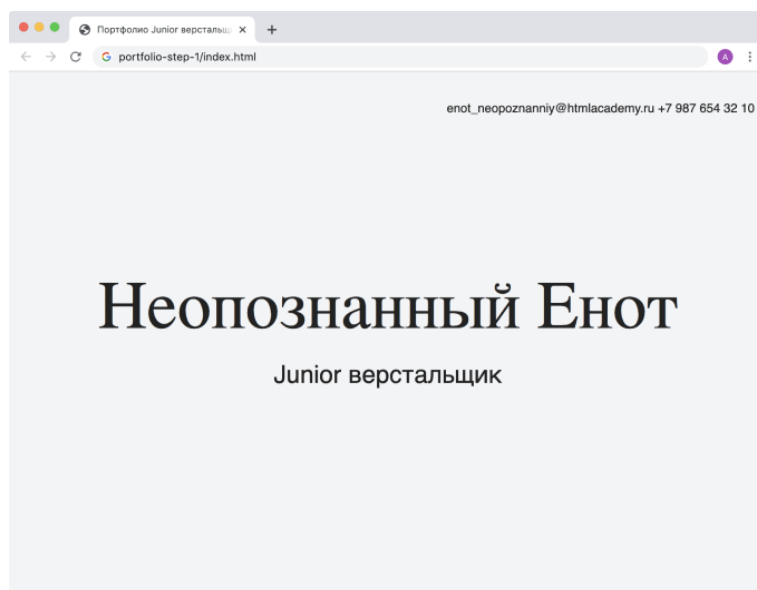 Портфолио Junior верстальщ
portfolio-step-1/index.html
A
enot_neopoznanniy@htmlacademy.ru +7 987 654 32 10
Неопознанный Енот
Junior верстальщик